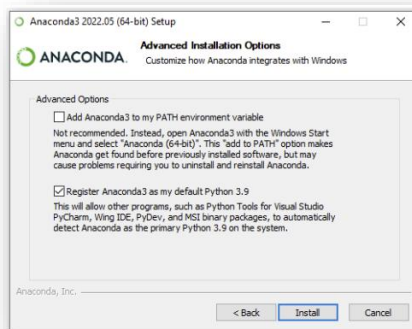 Anaconda3 2022.05 (64-bit) Setup
ANACONDA.
Advanced Installation Options
Customize how Anaconda integrates with Windows
Advanced Options
Add Anaconda3 to my PATH environment variable
Not recommended. Instead, open Anaconda3 with the Windows Start
menu and select "Anaconda (64-bit)". This "add to PATH" option makes
Anaconda get found before previously installed software, but may
cause problems requiring you to uninstall and reinstall Anaconda.
Register Anaconda3 as my default Python 3.9
This will allow other programs, such as Python Tools for Visual Studio
PyCharm, Wing IDE, PyDev, and MSI binary packages, to automatically
detect Anaconda as the primary Python 3.9 on the system.
Anaconda, Inc.
< Back
Install
Cancel